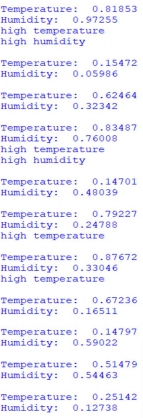 Temperature:  0.81853
Humidity:  0.97255
high temperature
high humidity

Temperature:  0.15472
Humidity:  0.05986

Temperature:  0.62464
Humidity:  0.32342

Temperature:  0.83487
Humidity:  0.76008
high temperature
high humidity

Temperature:  0.14701
Humidity:  0.48039

Temperature:  0.79227
Humidity:  0.24788
high temperature

Temperature:  0.87672
Humidity:  0.33046
high temperature

Temperature:  0.67236
Humidity:  0.16511

Temperature:  0.14797
Humidity:  0.59022

Temperature:  0.51479
Humidity:  0.54463

Temperature:  0.25142
Humidity:  0.12738